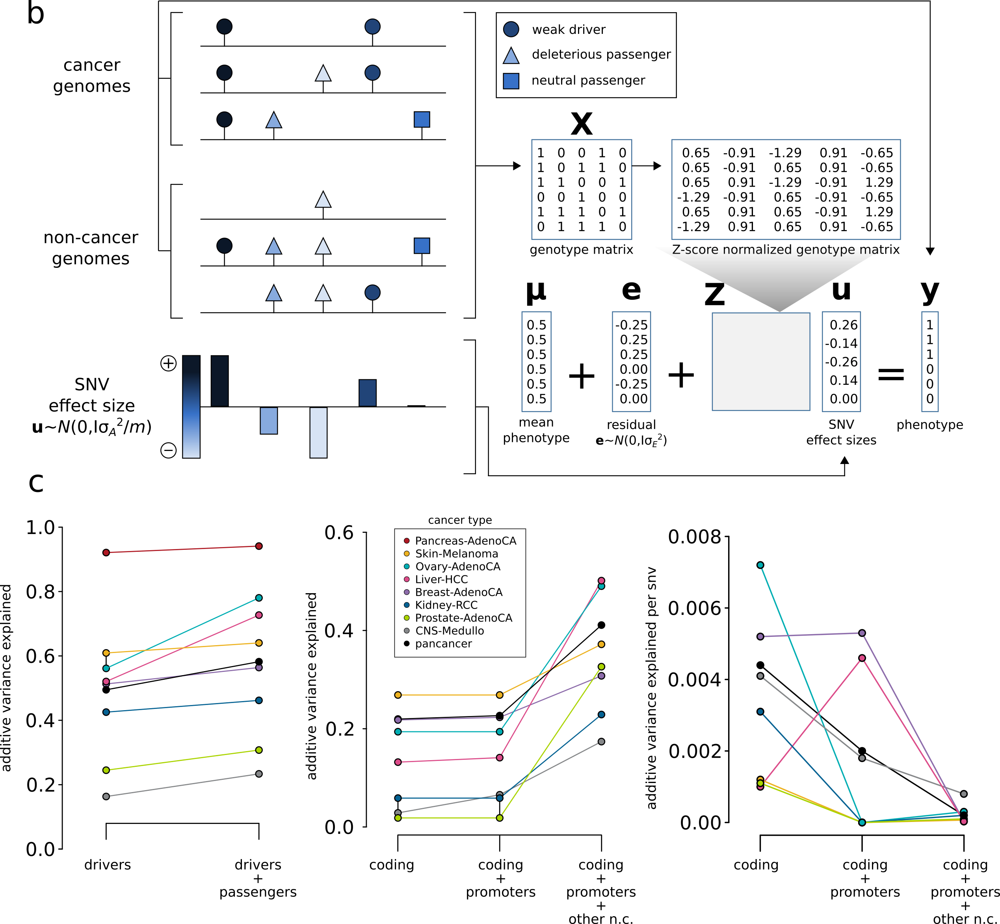 b
cancer
genomes
weak driver
deleterious passenger
neutral passenger
X
1 0 0 1 0
1 0 1 1 0
1 1 0 0 1
0 0 1 0 0
1 1 1 0 1
0 1 1 1 0
genotype matrix
0.65 -0.91 -1.29 0.91 -0.65
0.65 -0.91 0.65 0.91 -0.65
0.65 0.91 -1.29 -0.91 1.29
-1.29 -0.91 0.65 -0.91 -0.65
0.65 0.91 0.65 -0.91 1.29
-1.29 0.91 0.65 0.91 -0.65
Z-score normalized genotype matrix
non-cancer
genomes
μ
0.5
0.5
0.5
0.5
0.5
0.5
mean
phenotype
+
e
-0.25
0.25
0.25
0.00
-0.25
0.00
residual
e~N(0,Iσ_E²)
+
Z
u
0.26
-0.14
-0.26
0.14
0.00
SNV
effect sizes
=
y
1
1
1
0
0
0
phenotype
SNV
effect size
u~N(0,Iσ_A²/m)
+
−
c
additive variance explained
1.0
0.8
0.6
0.4
0.2
0.0
drivers
drivers
+
passengers
additive variance explained
0.6
0.4
0.2
0.0
cancer type
Pancreas-AdenoCA
Skin-Melanoma
Ovary-AdenoCA
Liver-HCC
Breast-AdenoCA
Kidney-RCC
Prostate-AdenoCA
CNS-Medullo
pancancer
coding
coding
+
promoters
coding
+
promoters
+
other n.c.
additive variance explained per snv
0.008
0.006
0.004
0.002
0.00
coding
coding
+
promoters
coding
+
promoters
+
other n.c.